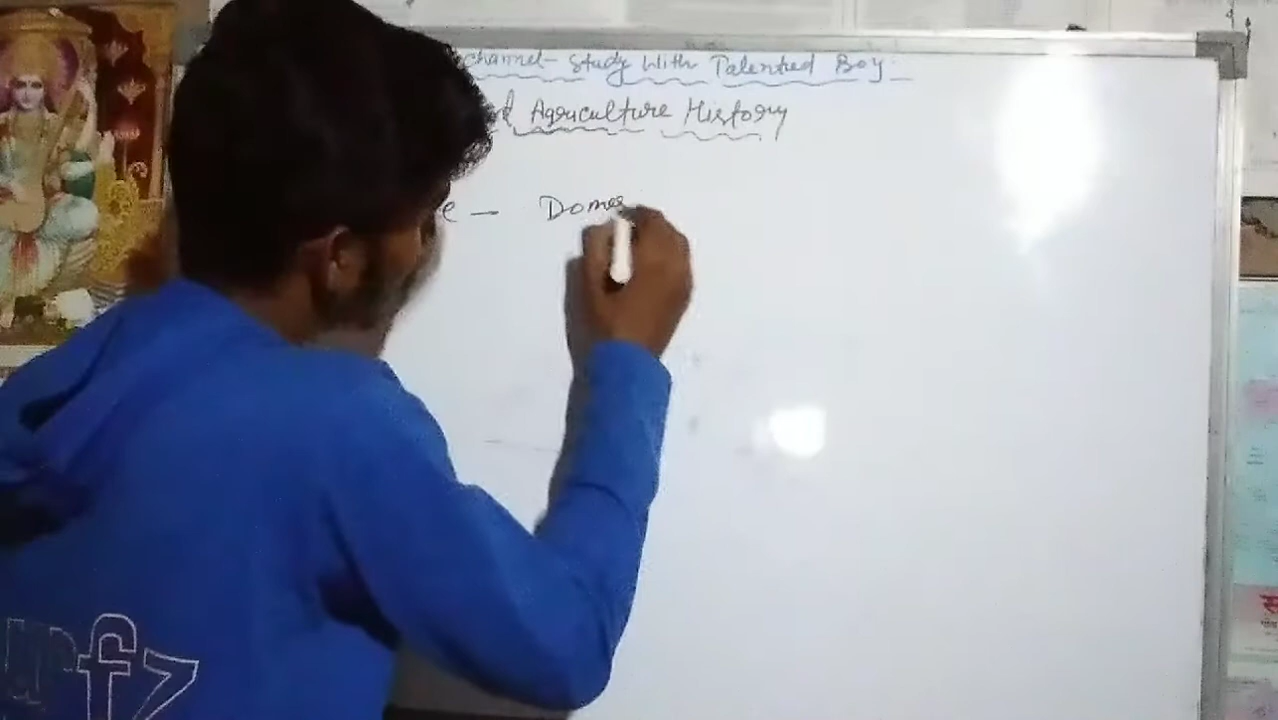 channel- Study With Talented Boy
Agriculture History
e - Domes